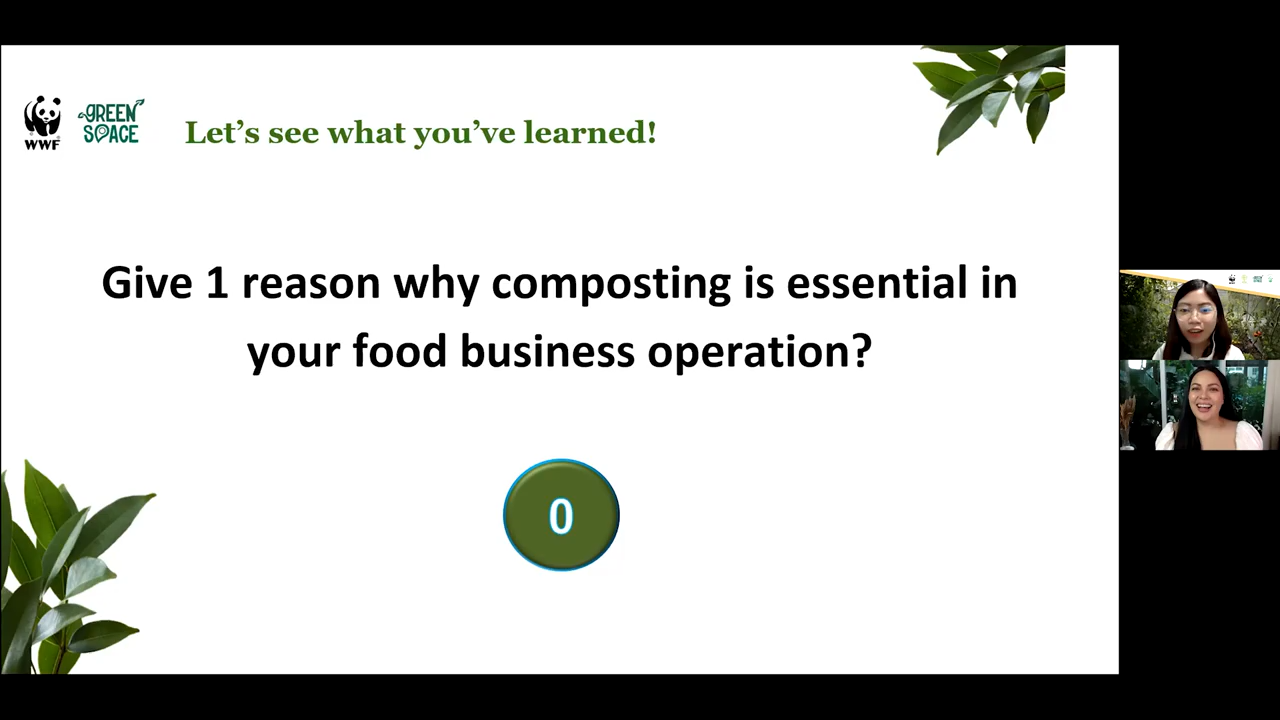 WWF
GREEN
SPACE
Let’s see what you’ve learned!
Give 1 reason why composting is essential in
your food business operation?
0